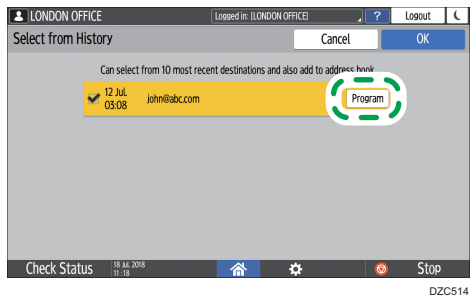 LONDON OFFICE Logged in: [LONDON OFFICE] ? Logout
Select from History Cancel OK
Can select from 10 most recent destinations and also add to address book.
12 Jul.
03:08 john@abc.com Program
Check Status 18 Jul. 2018
11:18 Stop
DZC514